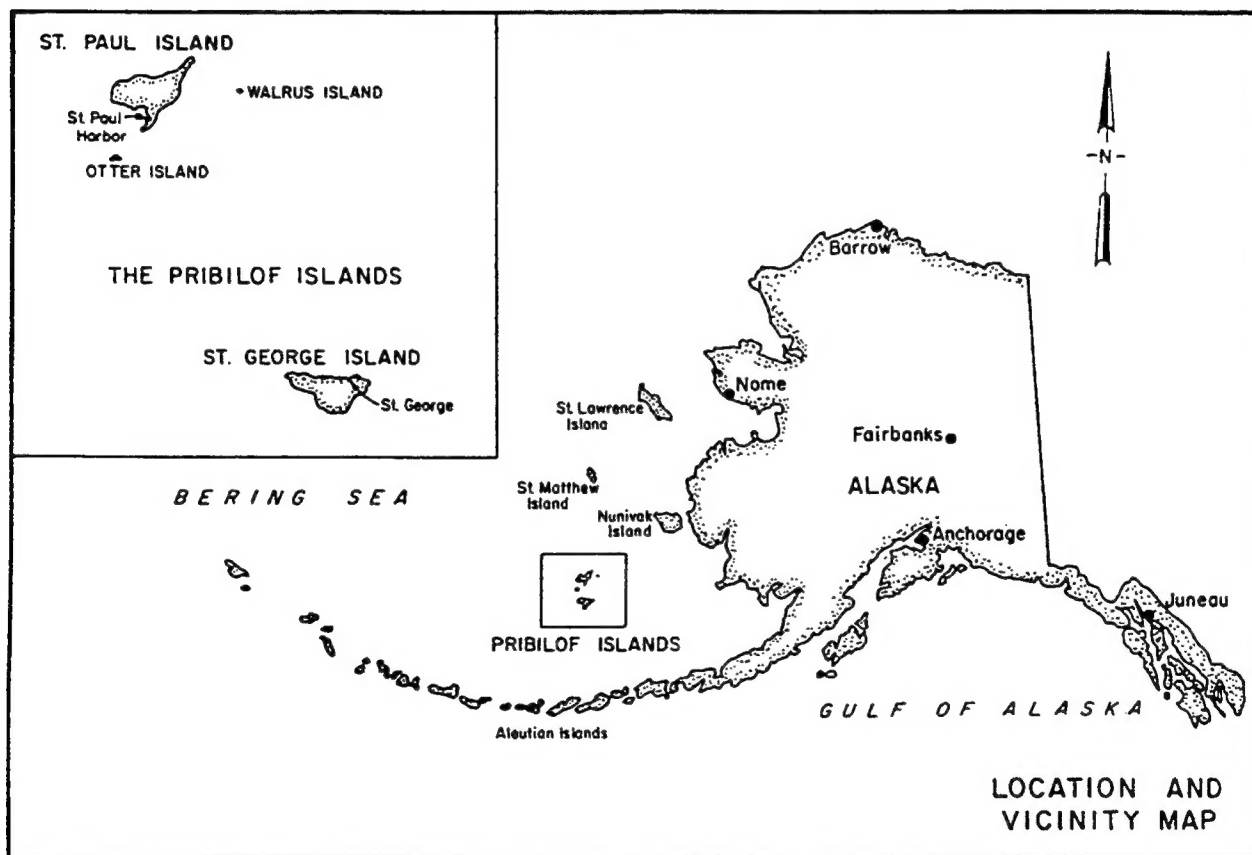 ST. PAUL ISLAND
WALRUS ISLAND
St. Paul
Harbor
OTTER ISLAND
THE PRIBILOF ISLANDS
ST. GEORGE ISLAND
St. George
-N-
Barrow
Nome
St. Lawrence
Islana
Fairbanks
ALASKA
BERING SEA
St. Matthew
Island
Nunivak
Island
Anchorage
PRIBILOF ISLANDS
Juneau
GULF OF ALASKA
Aleutian Islands
LOCATION AND
VICINITY MAP